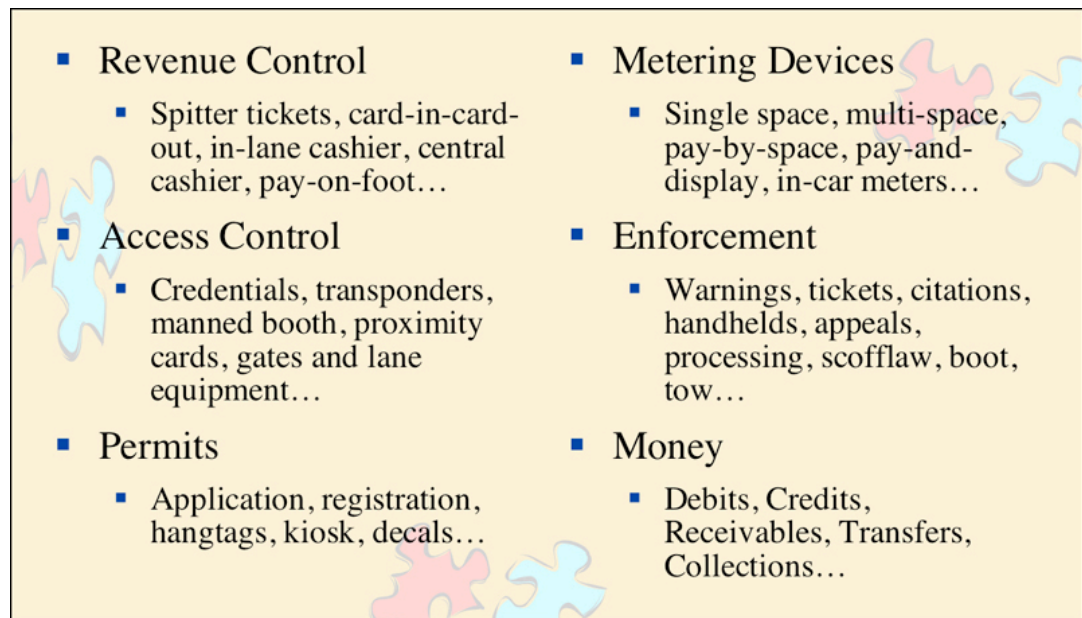 Revenue Control
Spitter tickets, card-in-card-
out, in-lane cashier, central
cashier, pay-on-foot…
Access Control
Credentials, transponders,
manned booth, proximity
cards, gates and lane
equipment…
Permits
Application, registration,
hangtags, kiosk, decals…
Metering Devices
Single space, multi-space,
pay-by-space, pay-and-
display, in-car meters…
Enforcement
Warnings, tickets, citations,
handhelds, appeals,
processing, scofflaw, boot,
tow…
Money
Debits, Credits,
Receivables, Transfers,
Collections…